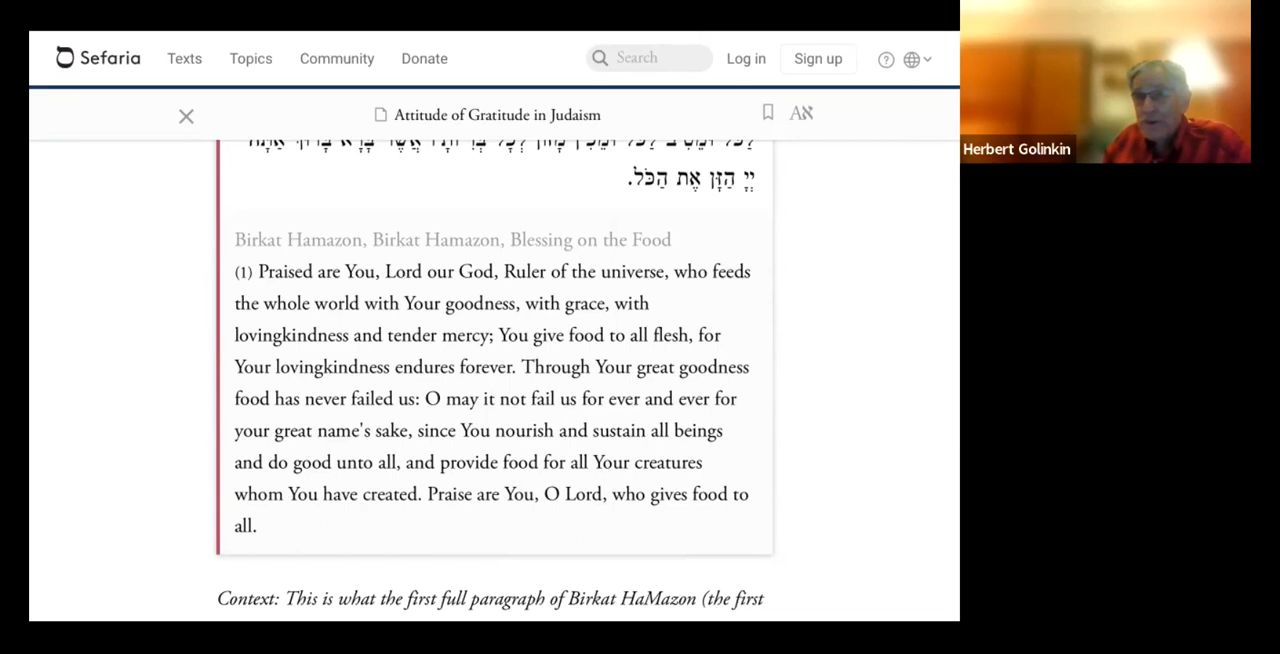 Sefaria Texts Topics Community Donate Search Log in Sign up
Attitude of Gratitude in Judaism Aא
יְיָ הַזָּן אֶת הַכֹּל.
Birkat Hamazon, Birkat Hamazon, Blessing on the Food
(1) Praised are You, Lord our God, Ruler of the universe, who feeds
the whole world with Your goodness, with grace, with
lovingkindness and tender mercy; You give food to all flesh, for
Your lovingkindness endures forever. Through Your great goodness
food has never failed us: O may it not fail us for ever and ever for
your great name's sake, since You nourish and sustain all beings
and do good unto all, and provide food for all Your creatures
whom You have created. Praise are You, O Lord, who gives food to
all.
Context: This is what the first full paragraph of Birkat HaMazon (the first
Herbert Golinkin